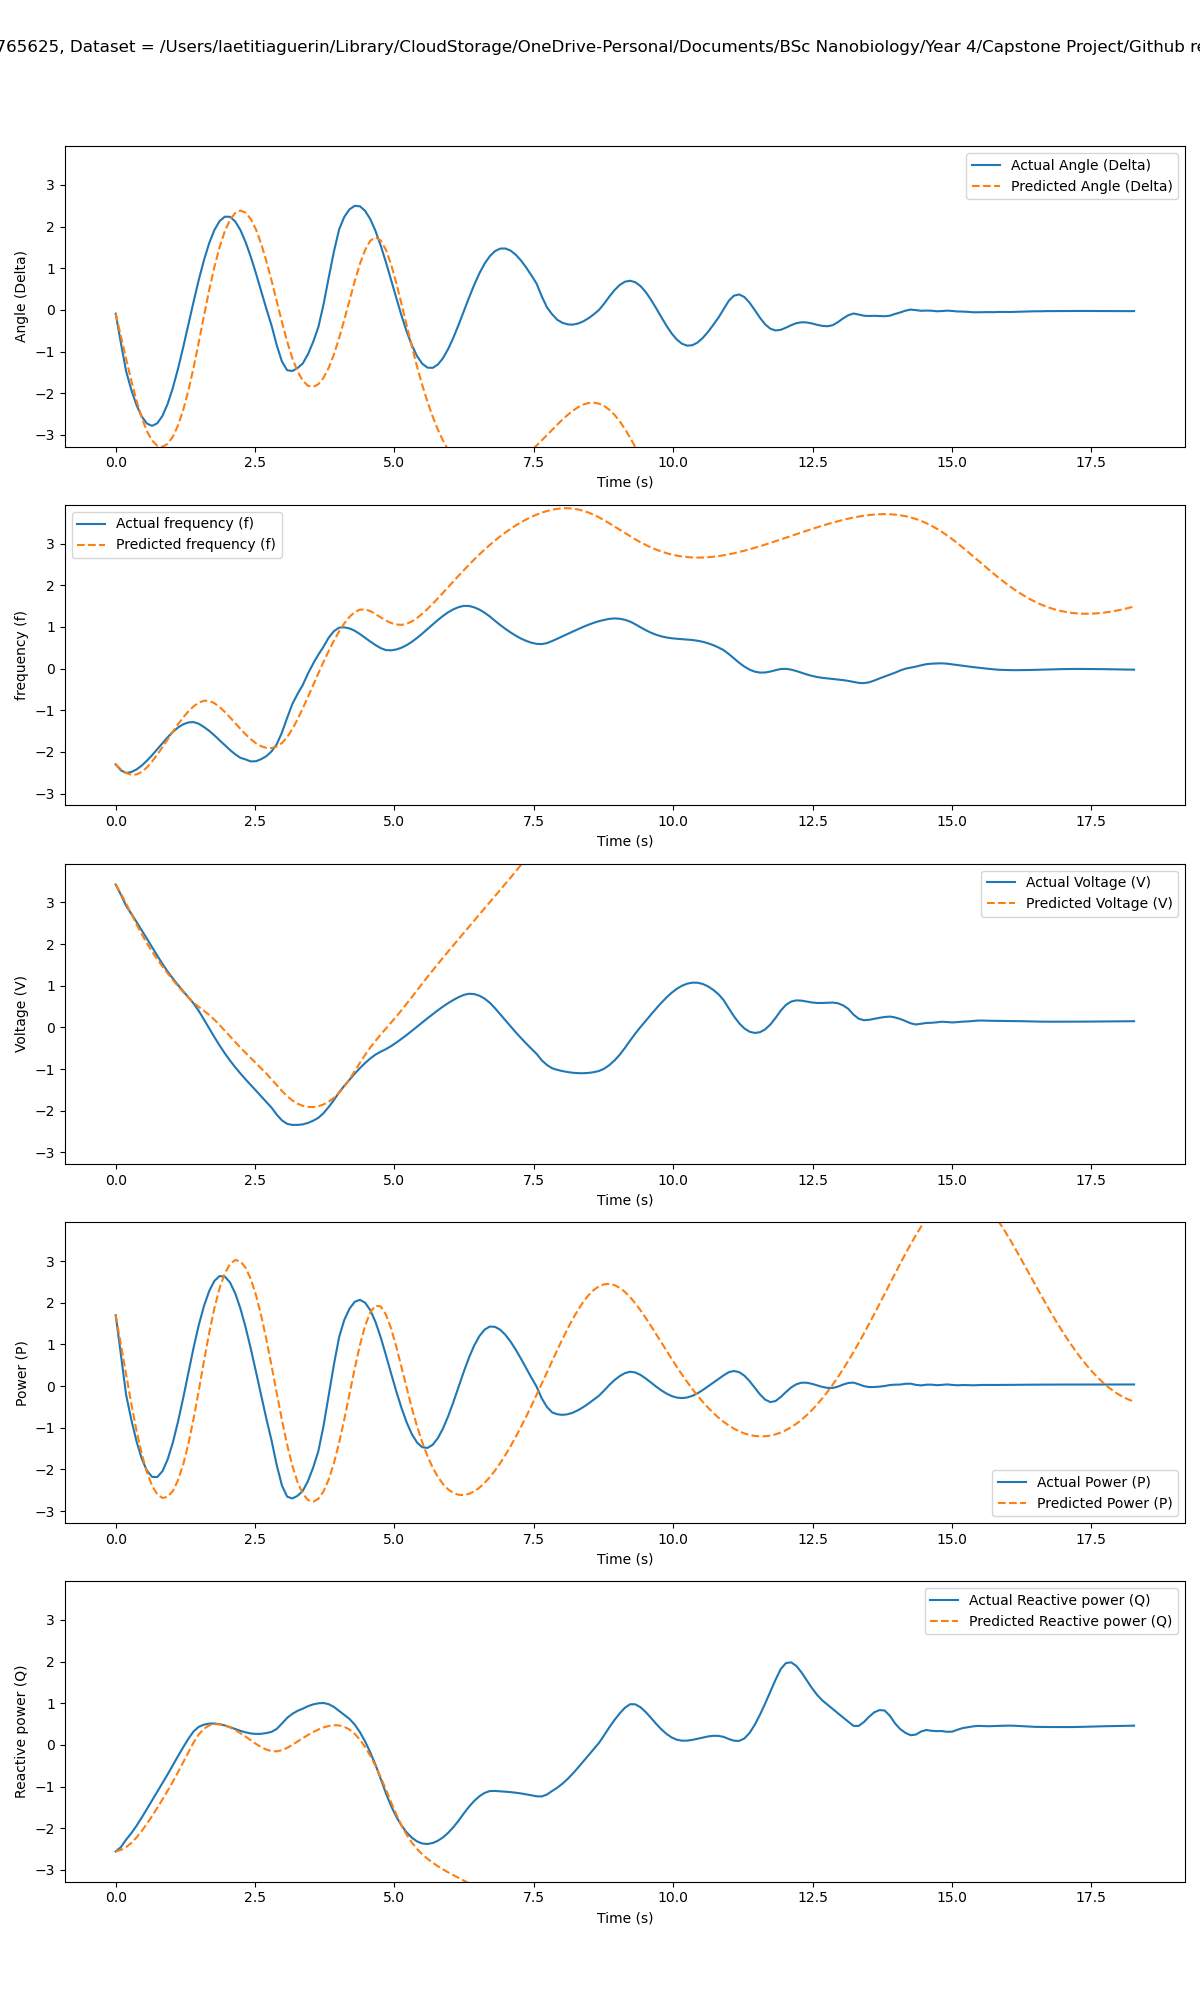 765625, Dataset = /Users/laetitiaguerin/Library/CloudStorage/OneDrive-Personal/Documents/BSc Nanobiology/Year 4/Capstone Project/Github re
Actual Angle (Delta)
Predicted Angle (Delta)
3
2
1
0
−1
−2
−3
Angle (Delta)
0.0 2.5 5.0 7.5 10.0 12.5 15.0 17.5
Time (s)
Actual frequency (f)
Predicted frequency (f)
3
2
1
0
−1
−2
−3
frequency (f)
0.0 2.5 5.0 7.5 10.0 12.5 15.0 17.5
Time (s)
Actual Voltage (V)
Predicted Voltage (V)
3
2
1
0
−1
−2
−3
Voltage (V)
0.0 2.5 5.0 7.5 10.0 12.5 15.0 17.5
Time (s)
3
2
1
0
−1
−2
−3
Power (P)
Actual Power (P)
Predicted Power (P)
0.0 2.5 5.0 7.5 10.0 12.5 15.0 17.5
Time (s)
Actual Reactive power (Q)
Predicted Reactive power (Q)
3
2
1
0
−1
−2
−3
Reactive power (Q)
0.0 2.5 5.0 7.5 10.0 12.5 15.0 17.5
Time (s)